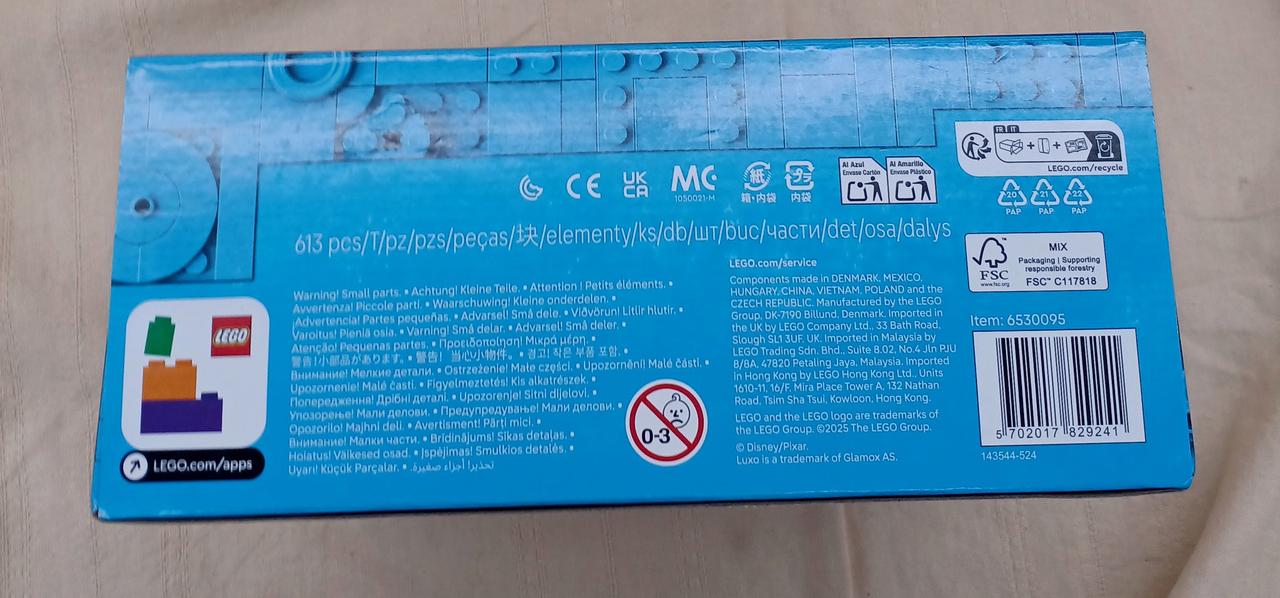 FR IT
+ +
LEGO.com/recycle
CE UK CA MC
1050021-M
紙
箱・内袋
プラ
内袋
Al Azul
Envase Cartón
Al Amarillo
Envase Plástico
20 21 22
PAP PAP PAP
613 pcs/T/pz/pzs/peças/块/elementy/ks/db/шт/buc/части/det/osa/dalys
FSC
www.fsc.org
MIX
Packaging | Supporting
responsible forestry
FSC™ C117818
LEGO
LEGO.com/apps
Warning! Small parts. • Achtung! Kleine Teile. • Attention ! Petits éléments. •
Avvertenza! Piccole parti. • Waarschuwing! Kleine onderdelen. •
¡Advertencia! Partes pequeñas. • Advarsel! Små dele. • Viðvörun! Litlir hlutir. •
Varoitus! Pieniä osia. • Varning! Små delar. • Advarsel! Små deler. •
Atenção! Pequenas partes. • Προειδοποίηση! Μικρά μέρη. •
警告!小部品があります。 • 警告! 当心小物件。 • 경고! 작은 부품 포함. •
Внимание! Мелкие детали. • Ostrzeżenie! Małe części. • Upozornění! Malé části. •
Upozornenie! Malé časti. • Figyelmeztetés! Kis alkatrészek. •
Попередження! Дрібні деталі. • Upozorenje! Sitni dijelovi. •
Упозорење! Мали делови. • Предупредување! Мали делови. •
Opozorilo! Majhni deli. • Avertisment! Părți mici. •
Внимание! Малки части. • Brīdinājums! Sīkas detaļas. •
Hoiatus! Väikesed osad. • Įspėjimas! Smulkios detalės. •
Uyarı! Küçük Parçalar. • تحذير! أجزاء صغيرة.
0-3
LEGO.com/service
Components made in DENMARK, MEXICO,
HUNGARY, CHINA, VIETNAM, POLAND and the
CZECH REPUBLIC. Manufactured by the LEGO
Group, DK-7190 Billund, Denmark. Imported in
the UK by LEGO Company Ltd., 33 Bath Road,
Slough SL1 3UF, UK. Imported in Malaysia by
LEGO Trading Sdn. Bhd., Suite 8.02, No.4 Jln PJU
8/8A, 47820 Petaling Jaya, Malaysia. Imported
in Hong Kong by LEGO Hong Kong Ltd., Units
1610-11, 16/F, Mira Place Tower A, 132 Nathan
Road, Tsim Sha Tsui, Kowloon, Hong Kong.
LEGO and the LEGO logo are trademarks of
the LEGO Group. ©2025 The LEGO Group.
© Disney/Pixar.
Luxo is a trademark of Glamox AS.
Item: 6530095
5 702017 829241
143544-524